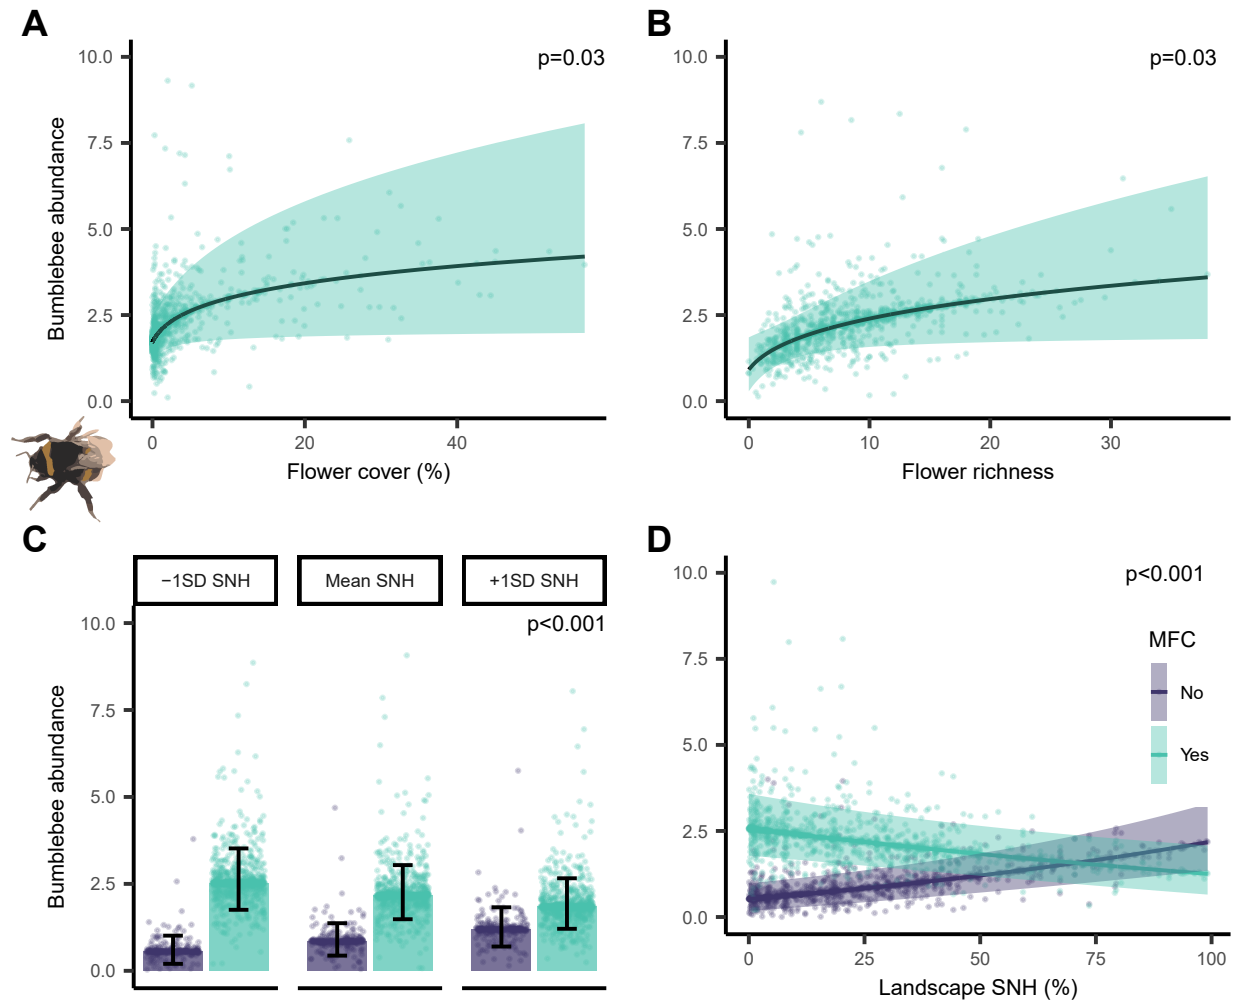 A
p=0.03
10.0
7.5
5.0
2.5
0.0
Bumblebee abundance
0
20
40
Flower cover (%)
B
p=0.03
10.0
7.5
5.0
2.5
0.0
0
10
20
30
Flower richness
C
−1SD SNH
Mean SNH
+1SD SNH
p<0.001
10.0
7.5
5.0
2.5
0.0
Bumblebee abundance
D
p<0.001
10.0
7.5
5.0
2.5
0.0
MFC
No
Yes
0
25
50
75
100
Landscape SNH (%)